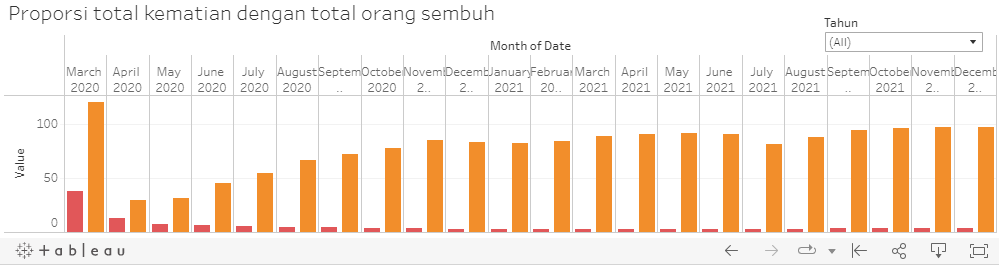 Proporsi total kematian dengan total orang sembuh
Tahun
(All)
Month of Date
March April May June July August Septem October Novemb Decemb January Februar March April May June July August Septem October Novemb Decemb
2020 2020 2020 2020 2020 2020 .. 2020 2.. 2.. 2021 20.. 2021 2021 2021 2021 2021 2021 .. 2021 2.. 2..
100
50
0
Value
+ a b | e a u